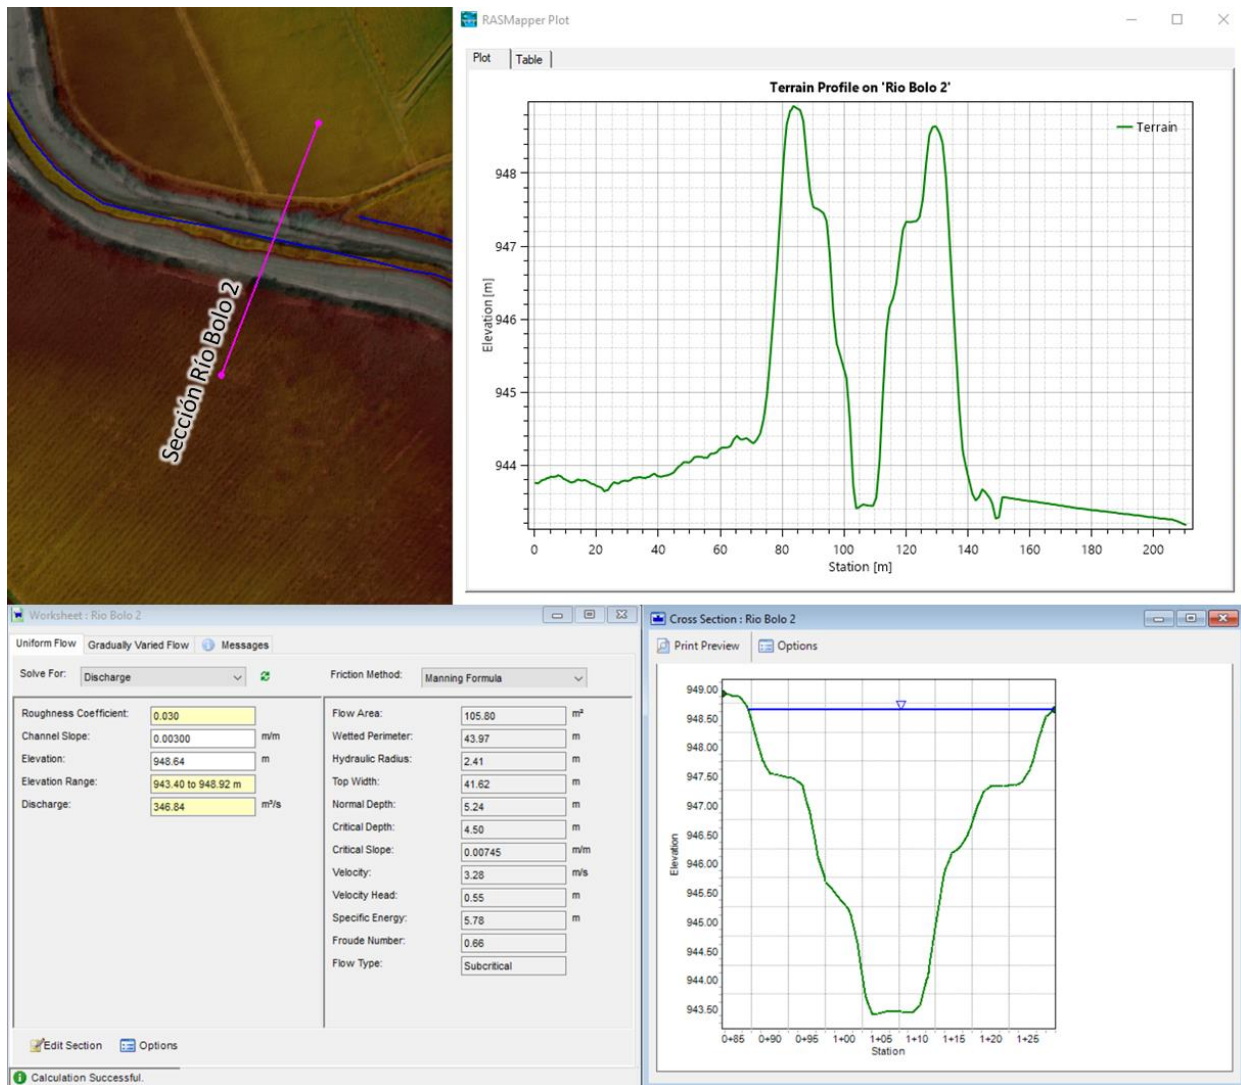 RASMapper Plot
Plot Table
Terrain Profile on 'Rio Bolo 2'
Terrain
948
947
946
945
944
Elevation [m]
0 20 40 60 80 100 120 140 160 180 200
Station [m]
Sección Río Bolo 2
Worksheet : Rio Bolo 2
Uniform Flow Gradually Varied Flow Messages
Solve For: Discharge Friction Method: Manning Formula
Roughness Coefficient: 0.030
Channel Slope: 0.00300 m/m
Elevation: 948.64 m
Elevation Range: 943.40 to 948.92 m
Discharge: 346.84 m³/s
Flow Area: 105.80 m²
Wetted Perimeter: 43.97 m
Hydraulic Radius: 2.41 m
Top Width: 41.62 m
Normal Depth: 5.24 m
Critical Depth: 4.50 m
Critical Slope: 0.00745 m/m
Velocity: 3.28 m/s
Velocity Head: 0.55 m
Specific Energy: 5.78 m
Froude Number: 0.66
Flow Type: Subcritical
Edit Section Options
Calculation Successful.
Cross Section : Rio Bolo 2
Print Preview Options
949.00
948.50
948.00
947.50
947.00
946.50
946.00
945.50
945.00
944.50
944.00
943.50
Elevation
0+85 0+90 0+95 1+00 1+05 1+10 1+15 1+20 1+25
Station